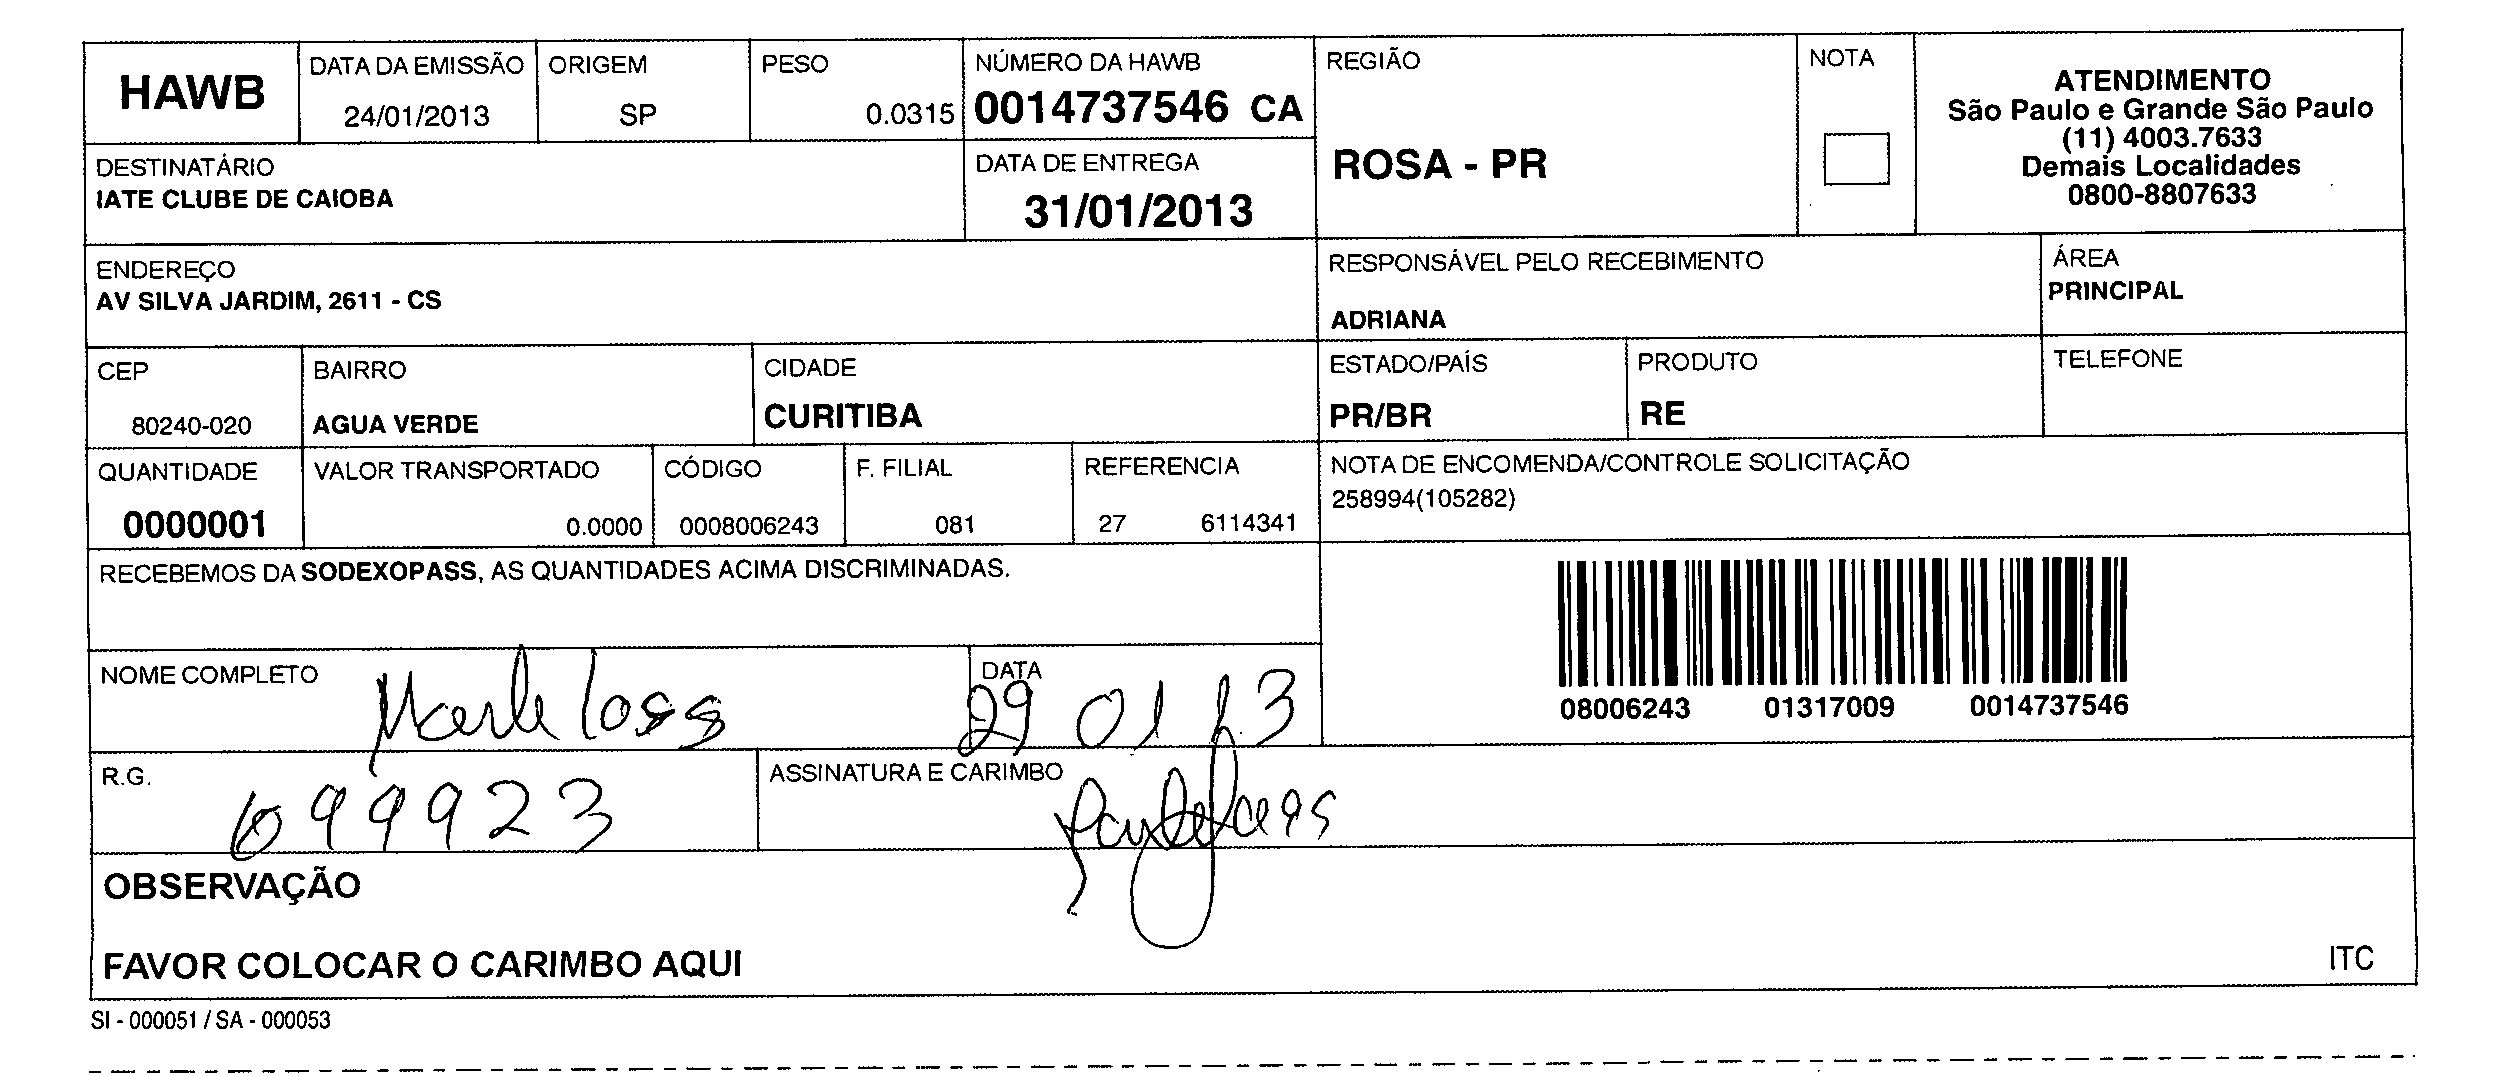 HAWB
DATA DA EMISSÃO
24/01/2013
ORIGEM
SP
PESO
0.0315
NÚMERO DA HAWB
0014737546 CA
REGIÃO
ROSA - PR
NOTA
ATENDIMENTO
São Paulo e Grande São Paulo
(11) 4003.7633
Demais Localidades
0800-8807633
DESTINATÁRIO
IATE CLUBE DE CAIOBA
DATA DE ENTREGA
31/01/2013
ENDEREÇO
AV SILVA JARDIM, 2611 - CS
RESPONSÁVEL PELO RECEBIMENTO
ADRIANA
ÁREA
PRINCIPAL
CEP
80240-020
BAIRRO
AGUA VERDE
CIDADE
CURITIBA
ESTADO/PAÍS
PR/BR
PRODUTO
RE
TELEFONE
QUANTIDADE
0000001
VALOR TRANSPORTADO
0.0000
CÓDIGO
0008006243
F. FILIAL
081
REFERENCIA
27 6114341
NOTA DE ENCOMENDA/CONTROLE SOLICITAÇÃO
258994(105282)
RECEBEMOS DA SODEXOPASS, AS QUANTIDADES ACIMA DISCRIMINADAS.
08006243 01317009 0014737546
NOME COMPLETO
DATA
29 01 13
R.G.
ASSINATURA E CARIMBO
OBSERVAÇÃO
FAVOR COLOCAR O CARIMBO AQUI
ITC
SI - 000051 / SA - 000053